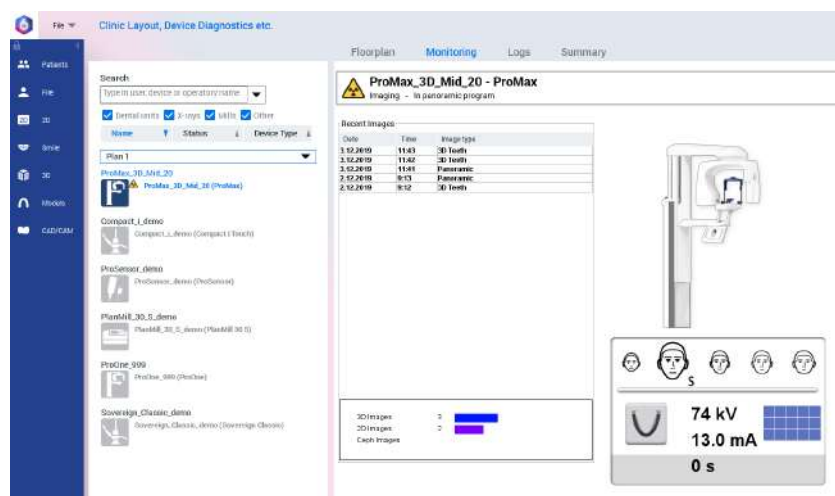 File
Clinic Layout, Device Diagnostics etc.
Floorplan
Monitoring
Logs
Summary
Patients
File
2D
2D
Smile
3D
Models
CAD/CAM
Search
Type in user, device or operatory name
Dental units
X-rays
Mills
Other
Name
Status
Device Type
Plan 1
ProMax_3D_Mid_20
ProMax_3D_Mid_20 (ProMax)
Compact_i_demo
Compact_i_demo (Compact i Touch)
ProSensor_demo
ProSensor_demo (ProSensor)
PlanMill_30_S_demo
PlanMill_30_S_demo (PlanMill 30 S)
ProOne_999
ProOne_999 (ProOne)
Sovereign_Classic_demo
Sovereign_Classic_demo (Sovereign Classic)
ProMax_3D_Mid_20 - ProMax
Imaging - In panoramic program
Recent Images
Date Time Image type
3.12.2019 11:43 3D Teeth
3.12.2019 11:42 3D Teeth
3.12.2019 11:41 Panoramic
2.12.2019 9:13 Panoramic
2.12.2019 9:12 3D Teeth
3D Images 3
2D Images 2
Ceph Images
S
74 kV
13.0 mA
0 s